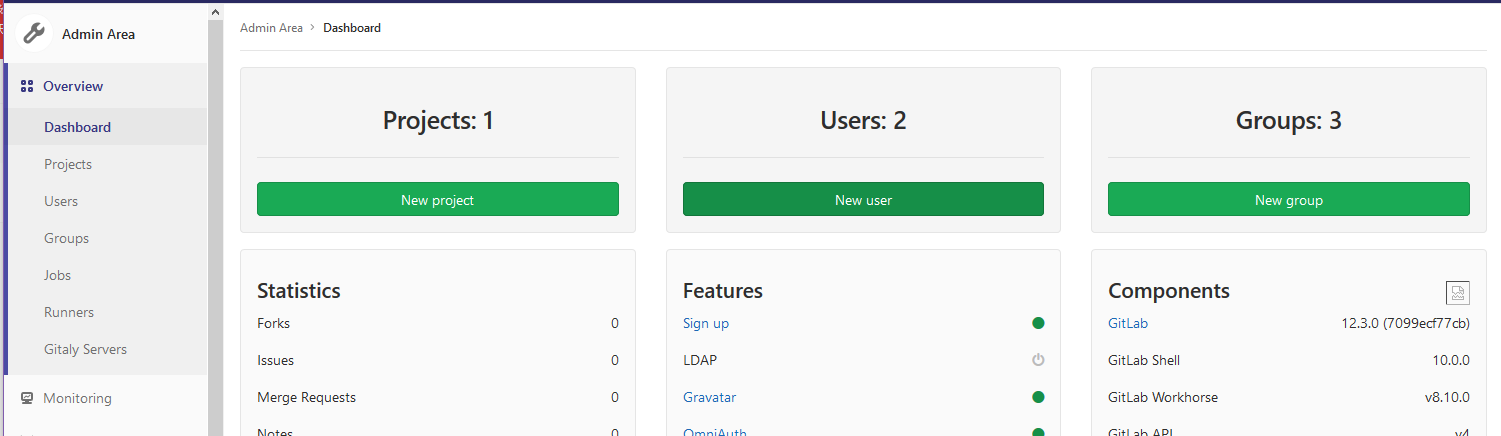 Admin Area
Overview
Dashboard
Projects
Users
Groups
Jobs
Runners
Gitaly Servers
Monitoring
Admin Area › Dashboard
Projects: 1
New project
Users: 2
New user
Groups: 3
New group
Statistics
Forks 0
Issues 0
Merge Requests 0
Notes 0
Features
Sign up
LDAP
Gravatar
OmniAuth
Components
GitLab 12.3.0 (7099ecf77cb)
GitLab Shell 10.0.0
GitLab Workhorse v8.10.0
GitLab API v4